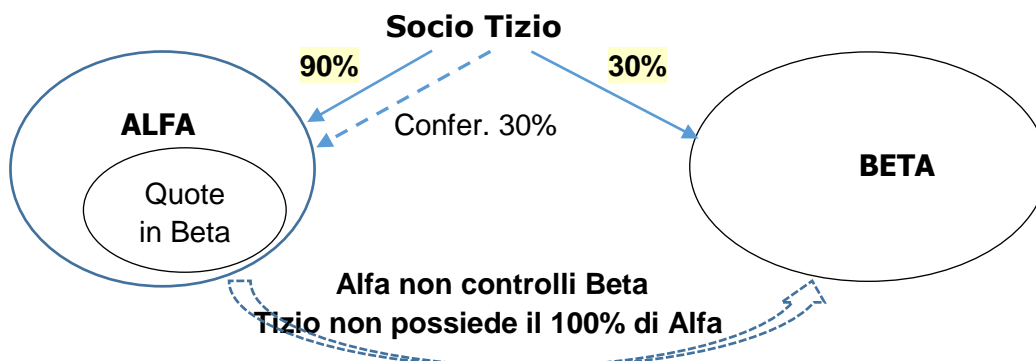 Socio Tizio
90%
30%
ALFA
Confer. 30%
BETA
Quote
in Beta
Alfa non controlli Beta
Tizio non possiede il 100% di Alfa